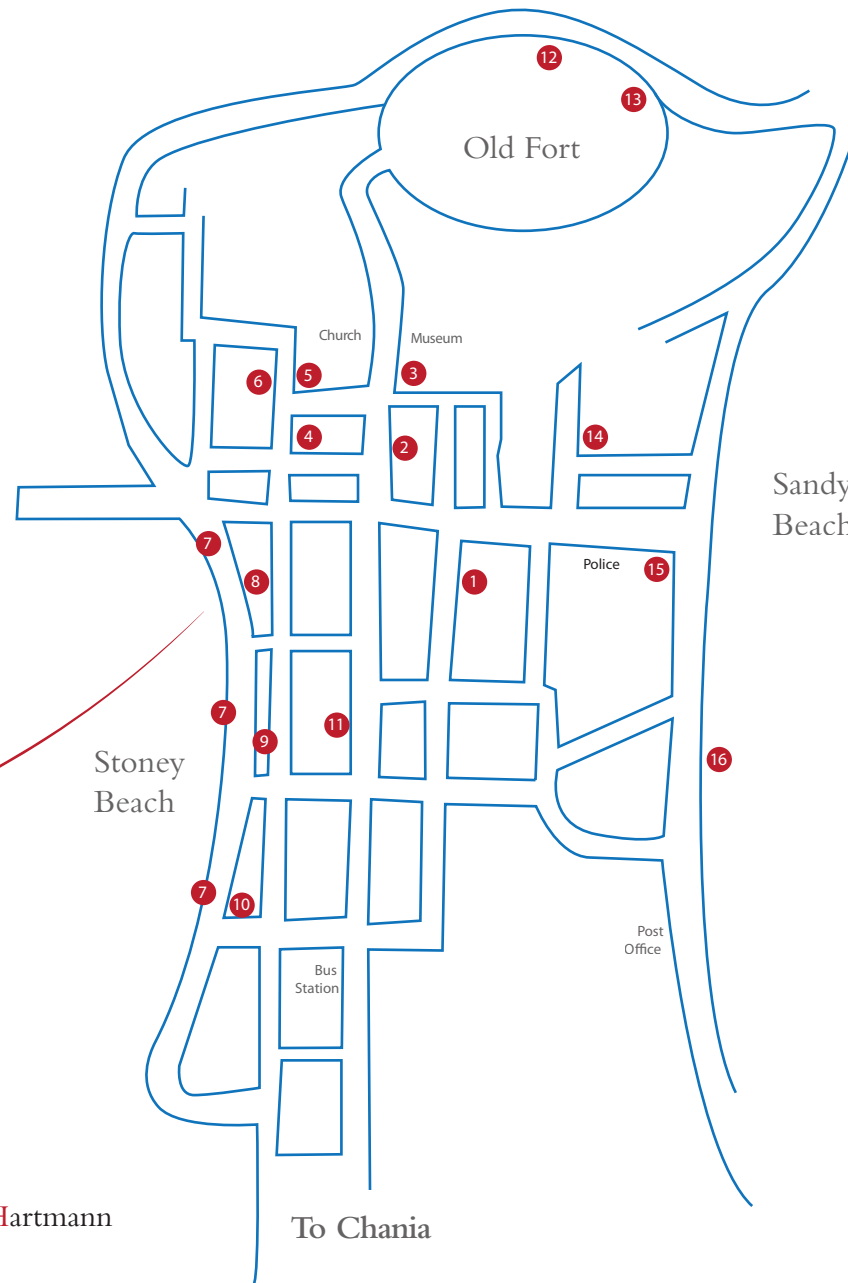 12
13
Old Fort
Church
Museum
3
5
6
4
14
2
Sandy
Beach
7
Police
15
8
1
7
11
9
Stoney
Beach
16
7
10
Post
Office
Bus
Station
Hartmann
To Chania